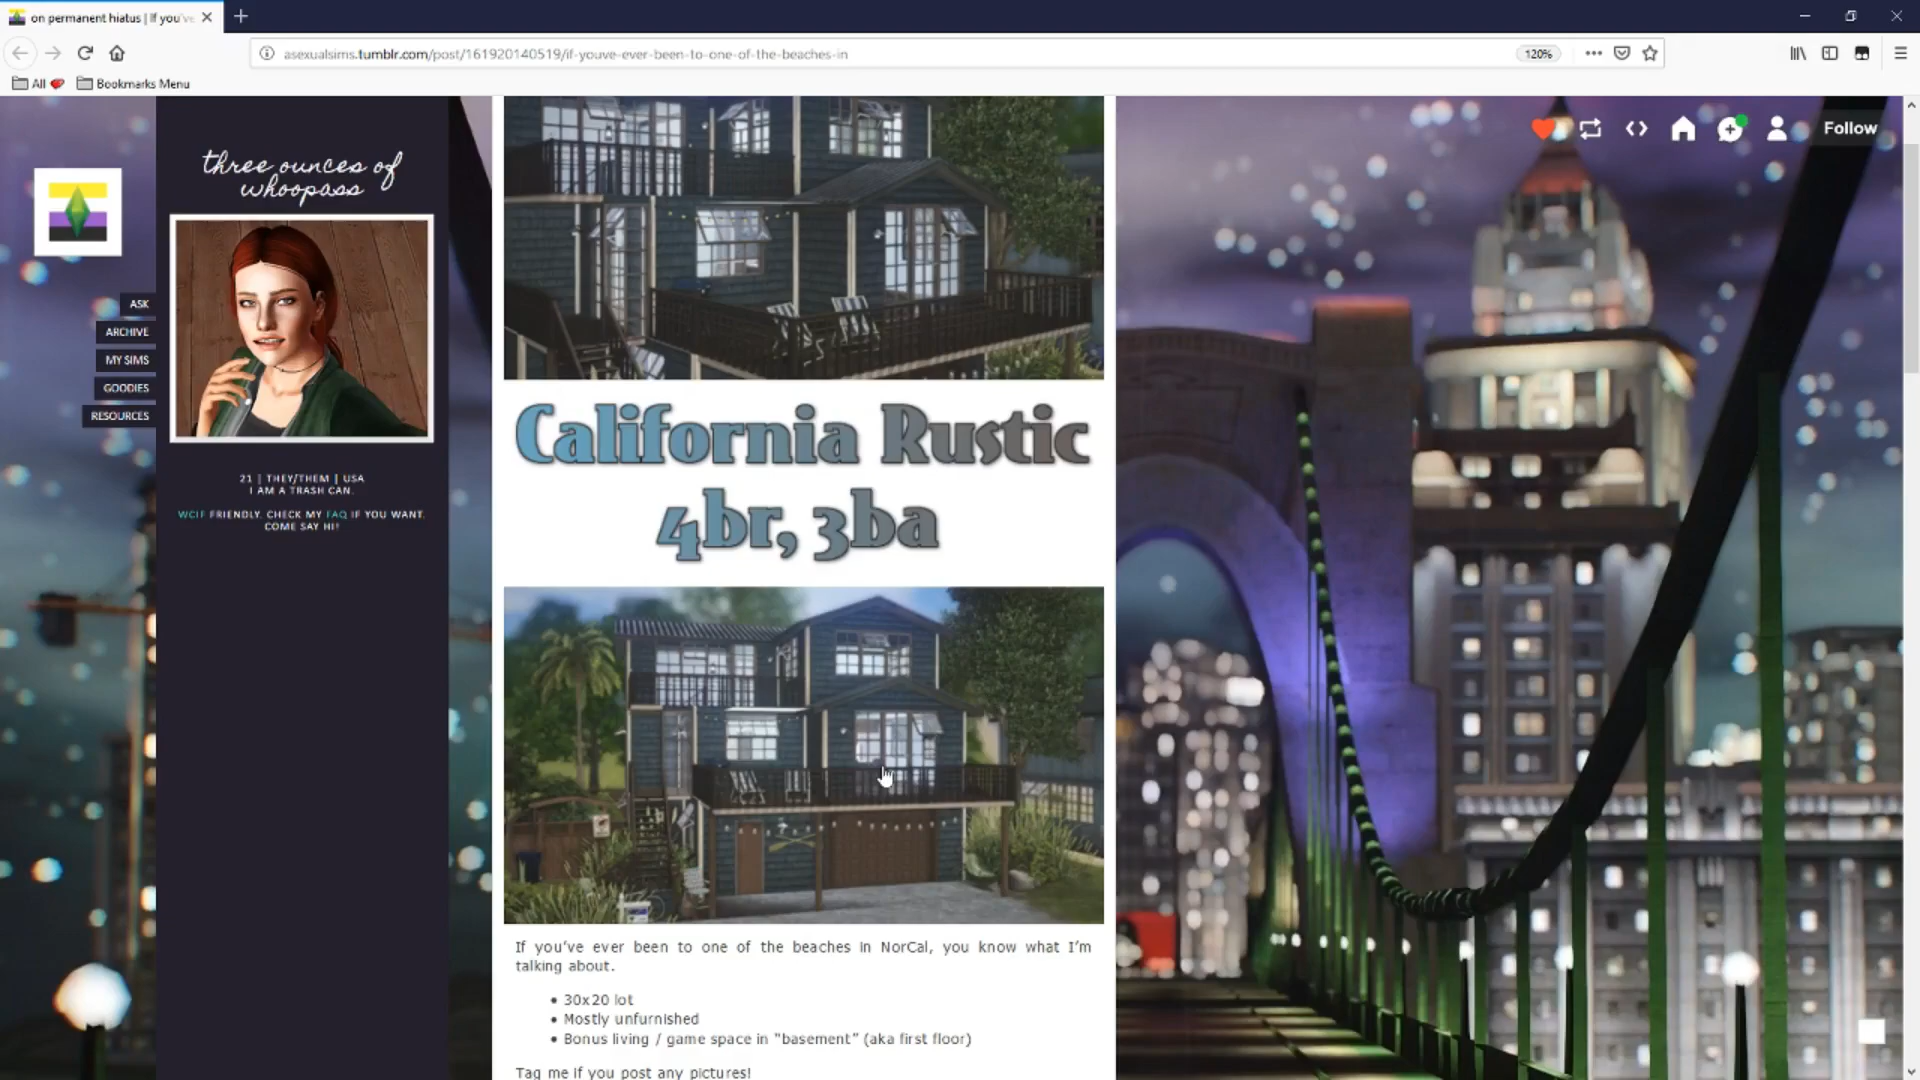 on permanent hiatus | If you've
asexualsims.tumblr.com/post/161920140519/if-youve-ever-been-to-one-of-the-beaches-in
120%
All
Bookmarks Menu
Follow
three ounces of
whoopass
ASK
ARCHIVE
MY SIMS
GOODIES
RESOURCES
21 | THEY/THEM | USA
I AM A TRASH CAN.
WCIF FRIENDLY. CHECK MY FAQ IF YOU WANT.
COME SAY HI!
California Rustic
4br, 3ba
If you've ever been to one of the beaches in NorCal, you know what I'm
talking about.
• 30x20 lot
• Mostly unfurnished
• Bonus living / game space in "basement" (aka first floor)
Tag me if you post any pictures!